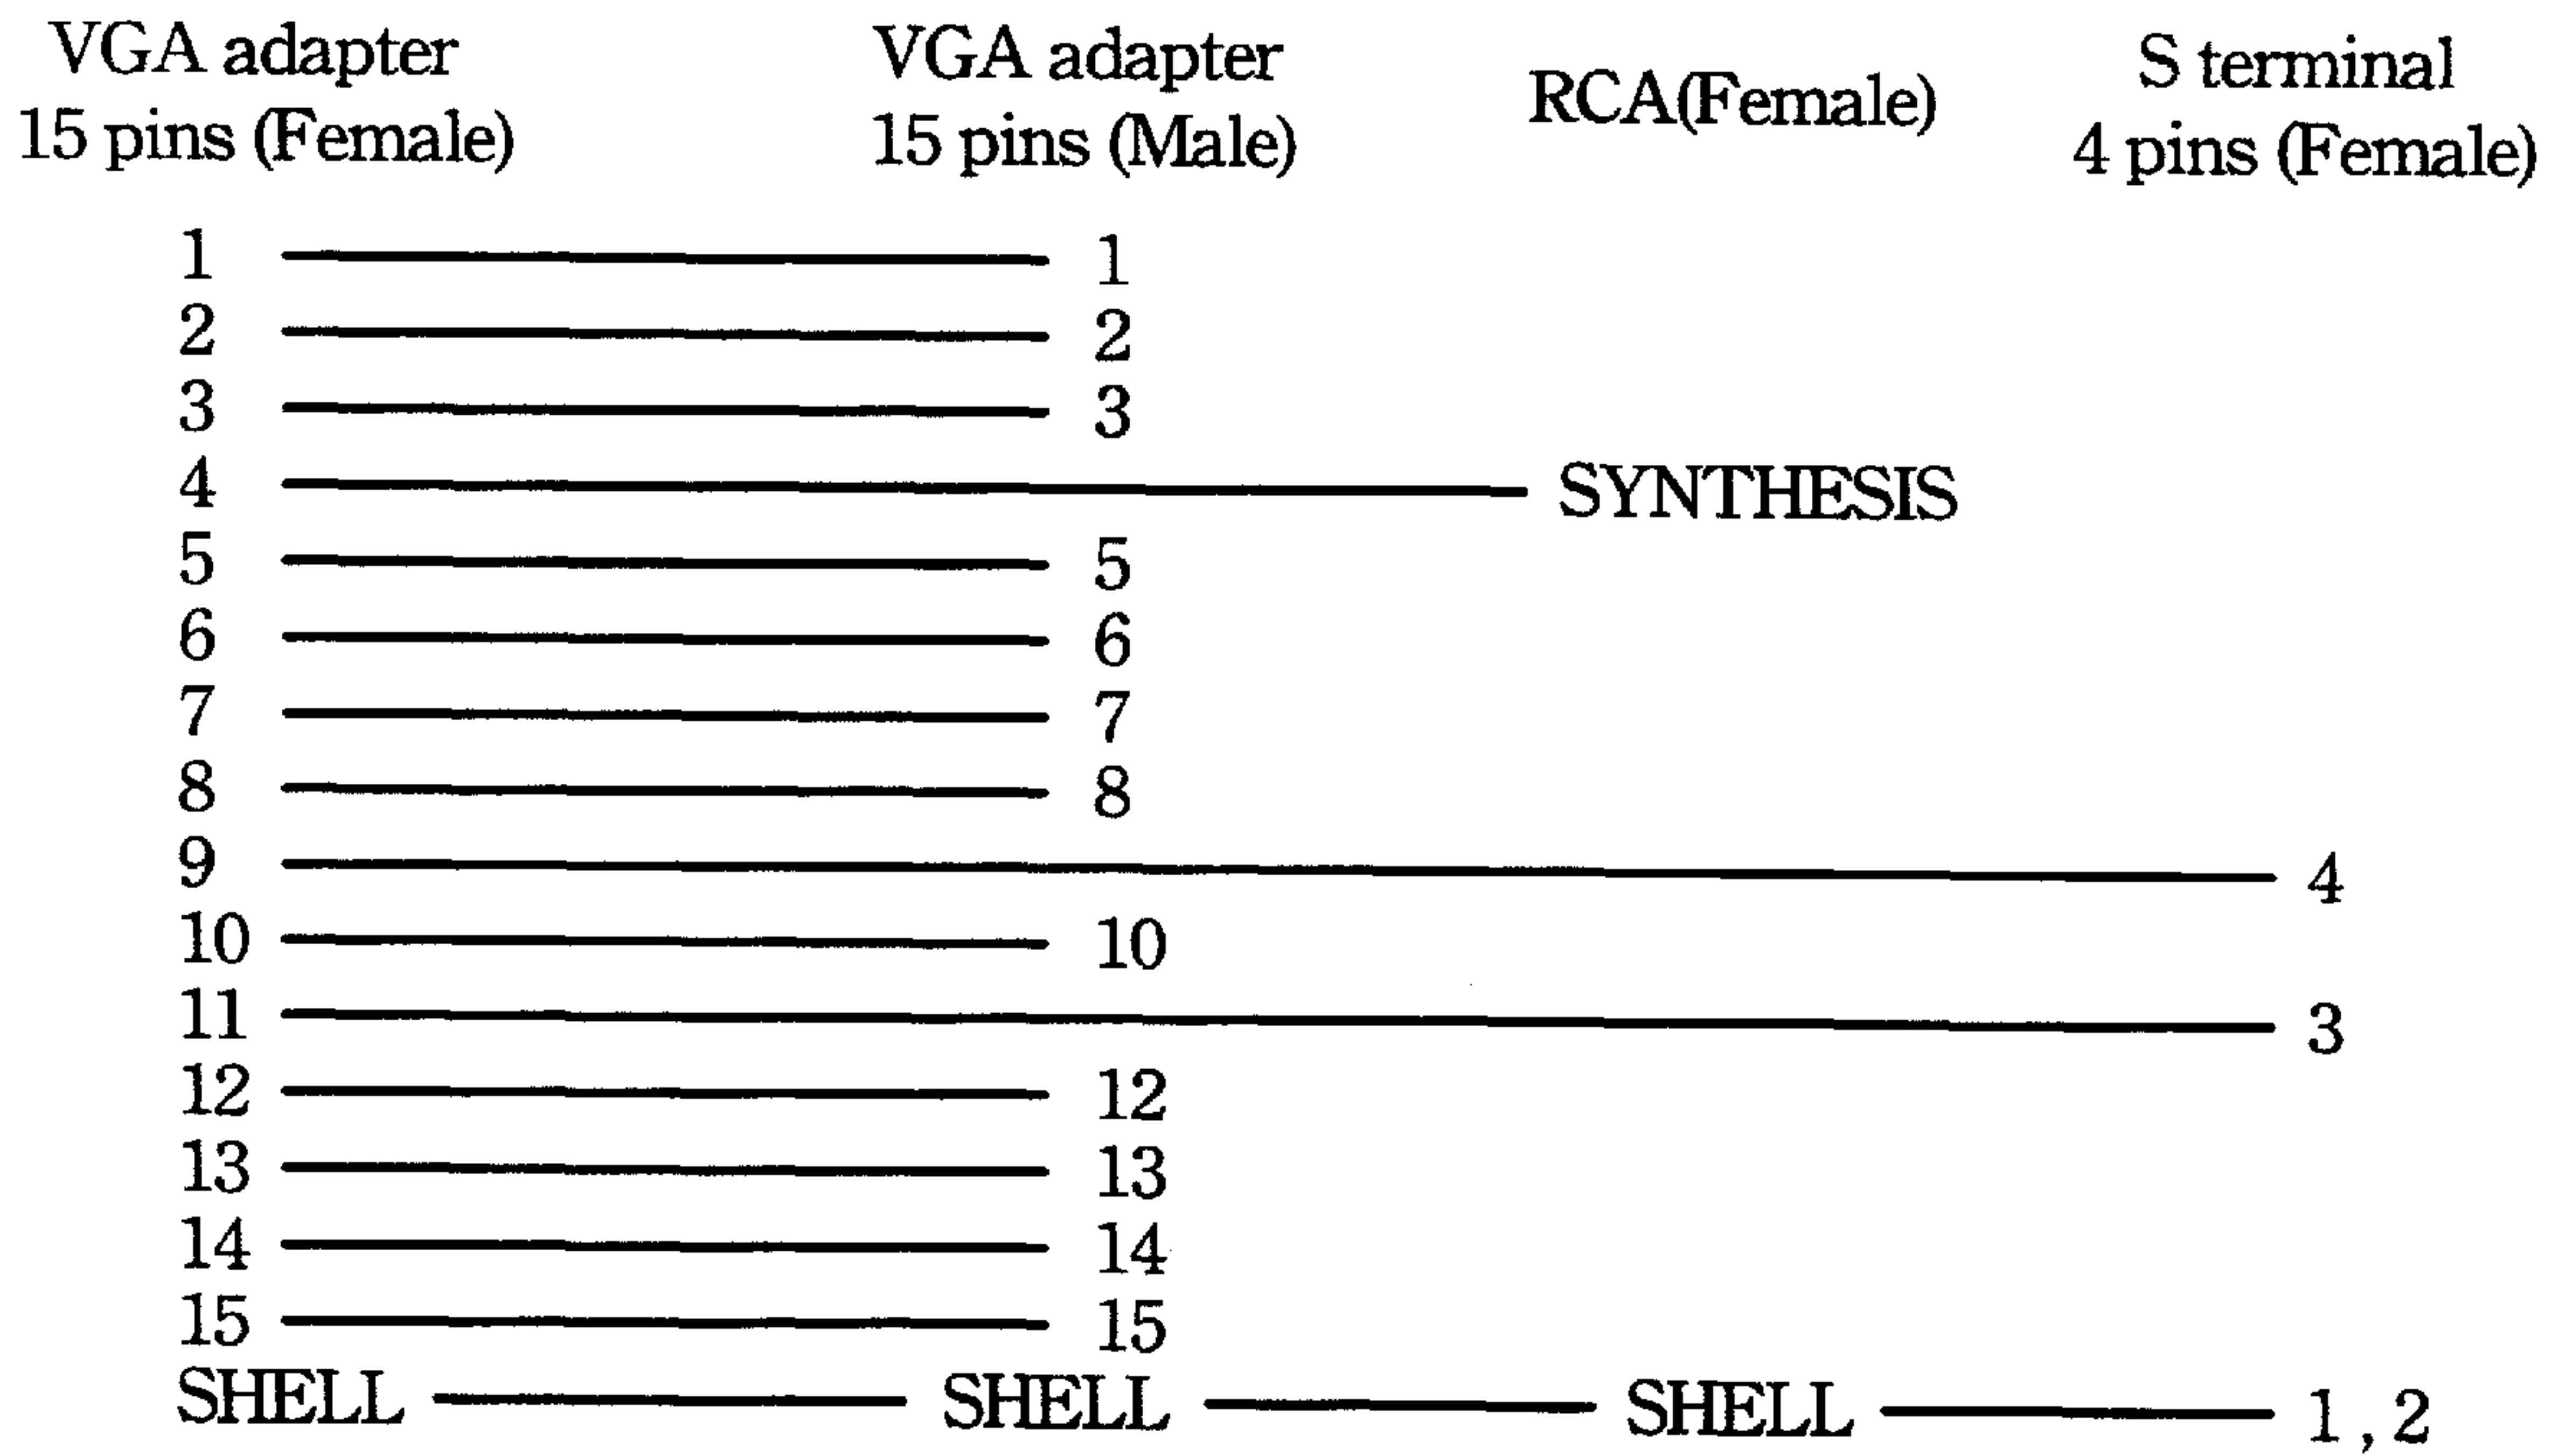 VGA adapter
15 pins (Female)
VGA adapter
15 pins (Male)
RCA(Female)
S terminal
4 pins (Female)
1 1
2 2
3 3
4 SYNTHESIS
5 5
6 6
7 7
8 8
9 4
10 10
11 3
12 12
13 13
14 14
15 15
SHELL SHELL SHELL 1, 2